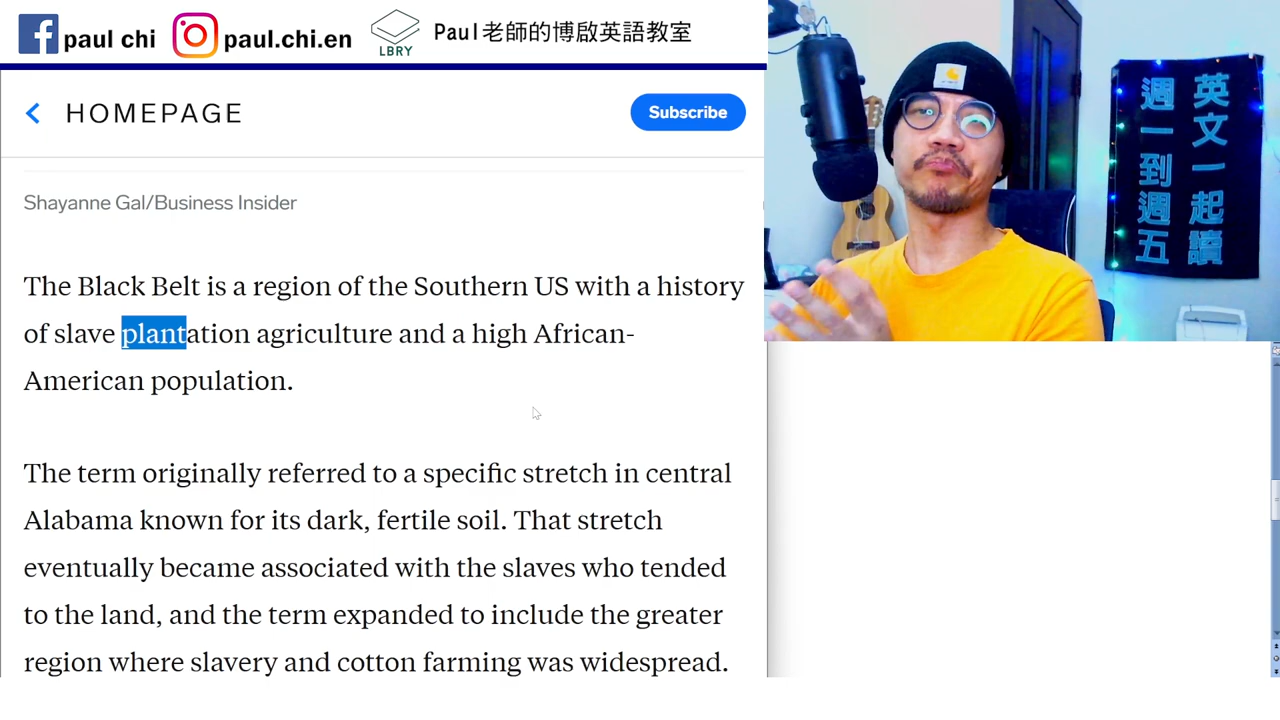 paul chi
paul.chi.en
LBRY
Paul老師的博啟英語教室
HOMEPAGE
Subscribe
Shayanne Gal/Business Insider
The Black Belt is a region of the Southern US with a history
of slave plantation agriculture and a high African-
American population.
The term originally referred to a specific stretch in central
Alabama known for its dark, fertile soil. That stretch
eventually became associated with the slaves who tended
to the land, and the term expanded to include the greater
region where slavery and cotton farming was widespread.
英文一起讀
週一到週五